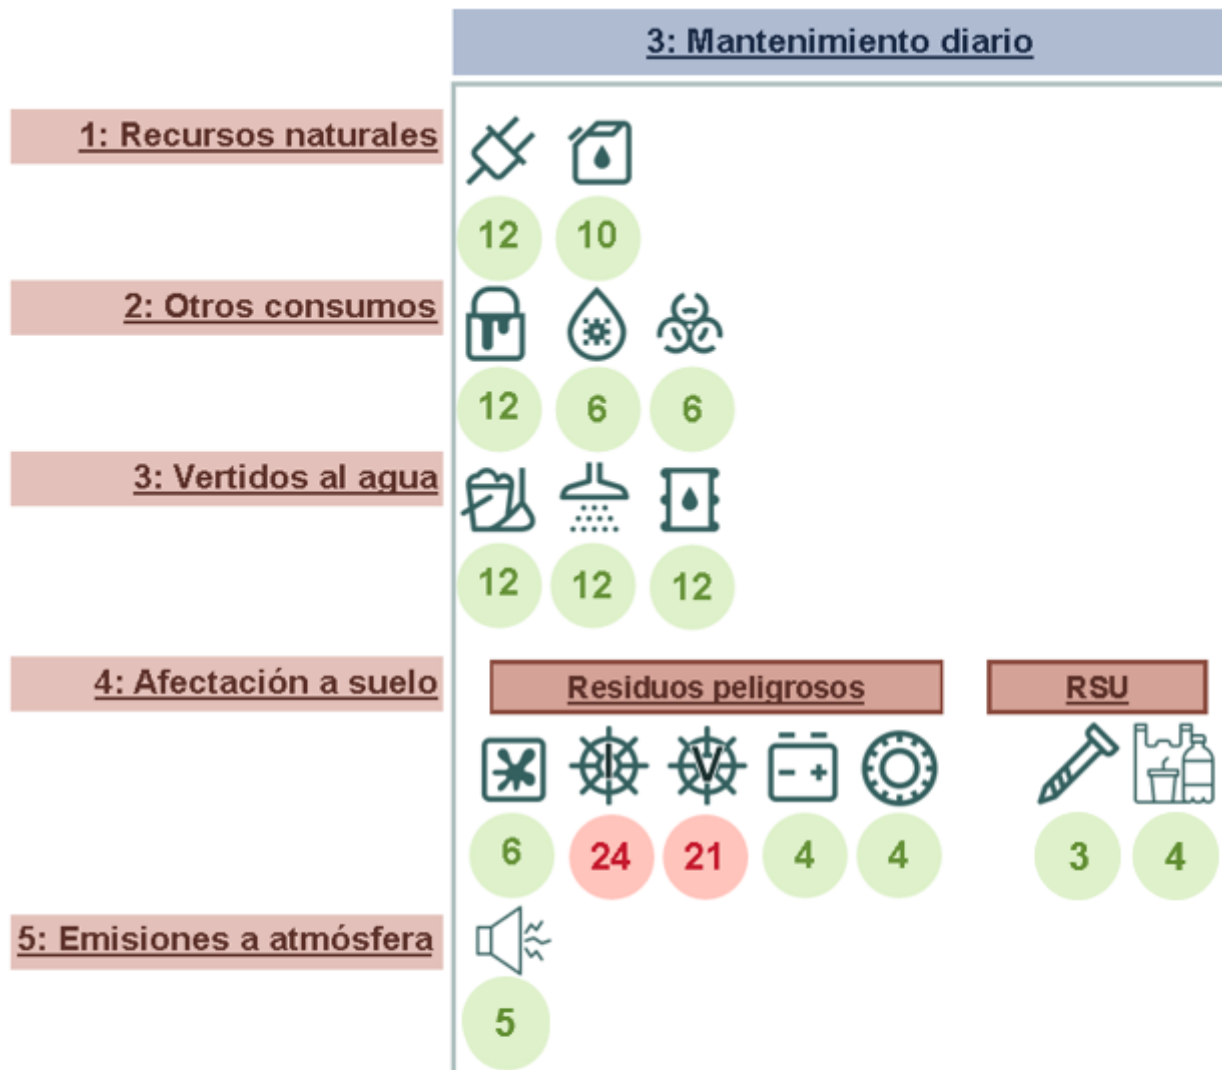 3: Mantenimiento diario
1: Recursos naturales
12 10
2: Otros consumos
12 6 6
3: Vertidos al agua
12 12 12
4: Afectación a suelo
Residuos peligrosos RSU
I V
6 24 21 4 4 3 4
5: Emisiones a atmósfera
5